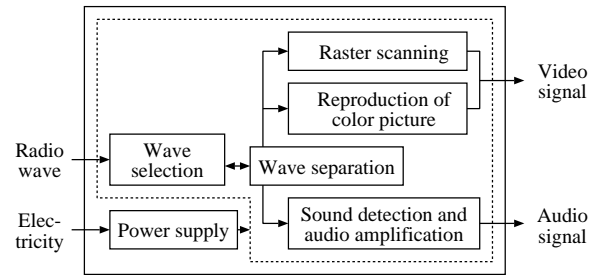 Raster scanning
Reproduction of
color picture
Video
signal
Radio
wave
Wave
selection
Wave separation
Elec-
tricity
Power supply
Sound detection and
audio amplification
Audio
signal